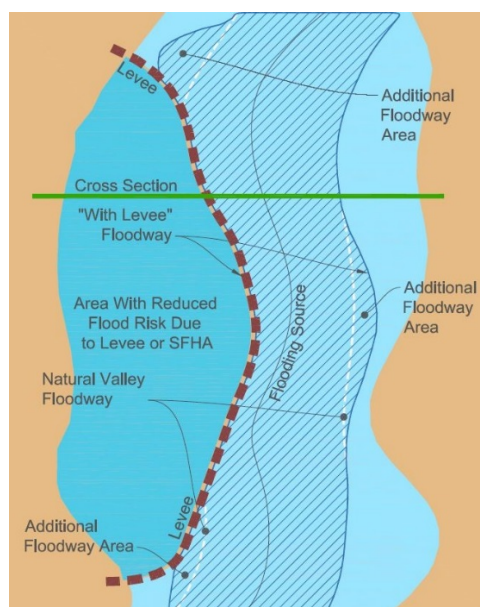 Levee
Additional
Floodway
Area
Cross Section
"With Levee"
Floodway
Additional
Floodway
Area
Area With Reduced
Flood Risk Due
to Levee or SFHA
Flooding Source
Natural Valley
Floodway
Levee
Additional
Floodway Area